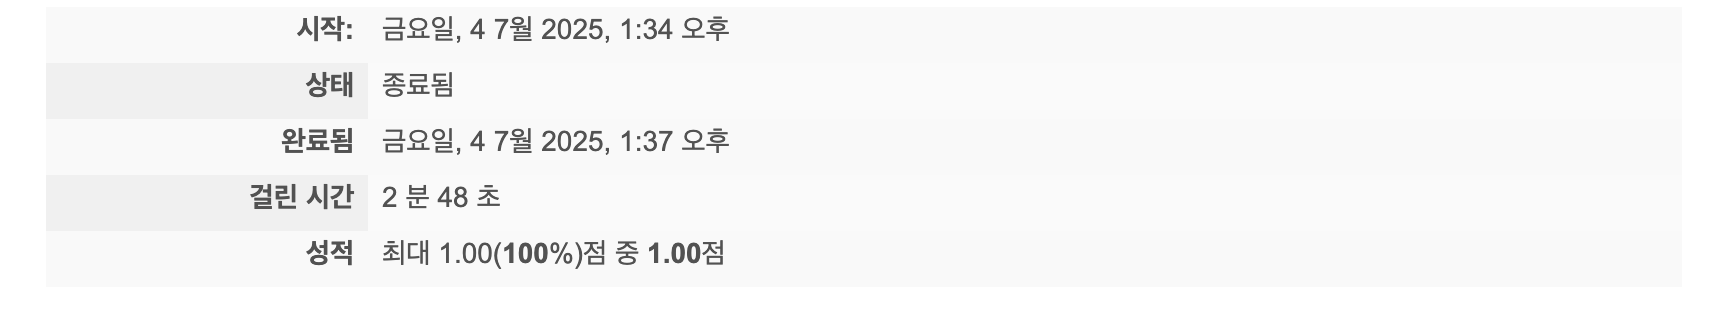 시작: 금요일, 4 7월 2025, 1:34 오후
상태 종료됨
완료됨 금요일, 4 7월 2025, 1:37 오후
걸린 시간 2 분 48 초
성적 최대 1.00(100%)점 중 1.00점